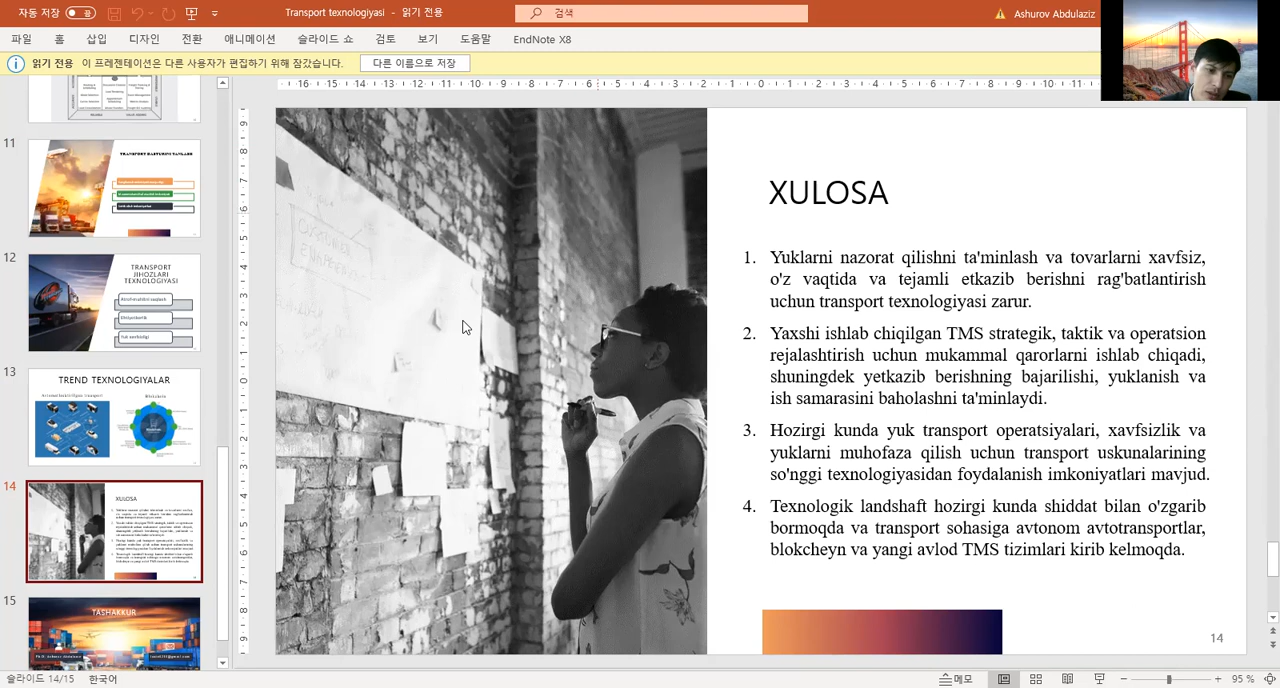 자동 저장 끔
Transport texnologiyasi - 읽기 전용
검색
Ashurov Abdulaziz
파일 홈 삽입 디자인 전환 애니메이션 슬라이드 쇼 검토 보기 도움말 EndNote X8
읽기 전용 이 프레젠테이션은 다른 사용자가 편집하기 위해 잠갔습니다. 다른 이름으로 저장
11
12
TRANSPORT
JIHOZLARI
TEXNOLOGIYASI
13
TREND TEXNOLOGIYALAR
14
XULOSA
15
TASHAKKUR
XULOSA
1. Yuklarni nazorat qilishni ta'minlash va tovarlarni xavfsiz,
o'z vaqtida va tejamli etkazib berishni rag'batlantirish
uchun transport texnologiyasi zarur.
2. Yaxshi ishlab chiqilgan TMS strategik, taktik va operatsion
rejalashtirish uchun mukammal qarorlarni ishlab chiqadi,
shuningdek yetkazib berishning bajarilishi, yuklanish va
ish samarasini baholashni ta'minlaydi.
3. Hozirgi kunda yuk transport operatsiyalari, xavfsizlik va
yuklarni muhofaza qilish uchun transport uskunalarining
so'nggi texnologiyasidan foydalanish imkoniyatlari mavjud.
4. Texnologik landshaft hozirgi kunda shiddat bilan o'zgarib
bormoqda va transport sohasiga avtonom avtotransportlar,
blokcheyn va yangi avlod TMS tizimlari kirib kelmoqda.
14
슬라이드 14/15 한국어
메모
95 %